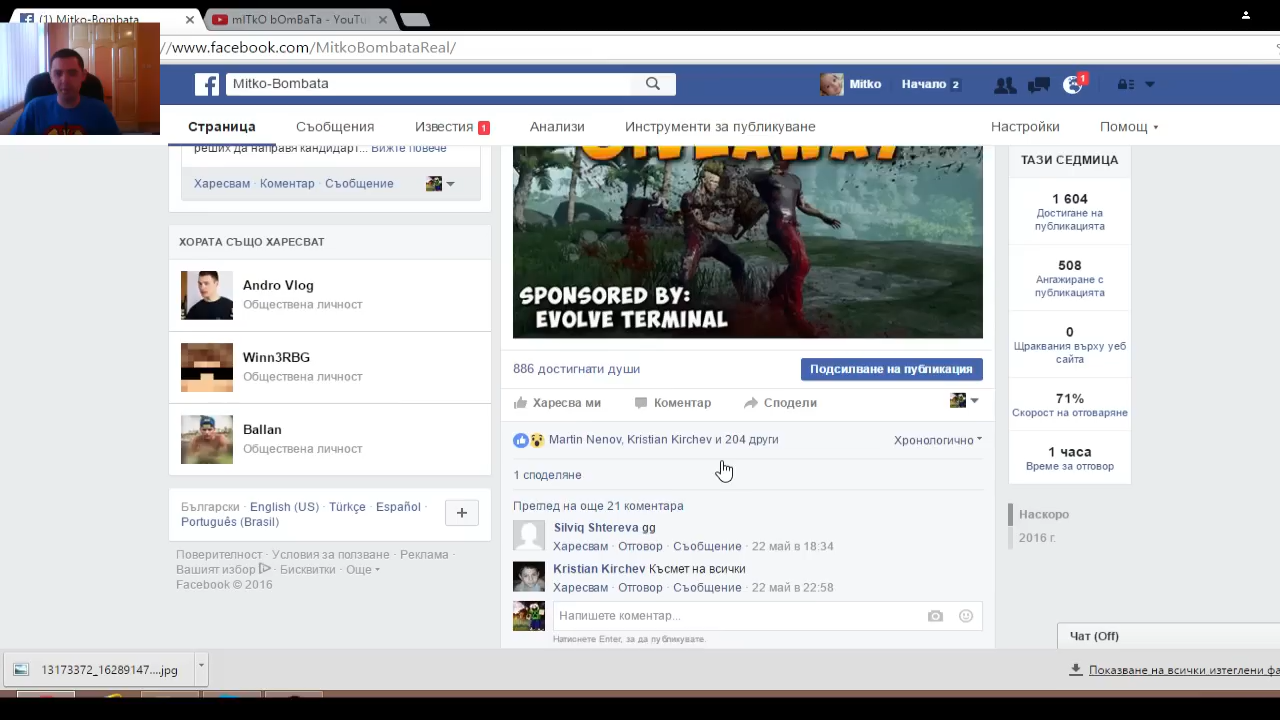 (1) Mitko-Bombata
mITkO bOmBaTa - YouTu
//www.facebook.com/MitkoBombataReal/
Mitko-Bombata
Mitko
Начало 2
1
Страница
Съобщения
Известия 1
Анализи
Инструменти за публикуване
Настройки
Помощ
реших да направя кандидарт... Вижте повече
Харесвам · Коментар · Съобщение
ХОРАТА СЪЩО ХАРЕСВАТ
Andro Vlog
Обществена личност
Winn3RBG
Обществена личност
Ballan
Обществена личност
Български · English (US) · Türkçe · Español ·
Português (Brasil)
Поверителност · Условия за ползване · Реклама ·
Вашият избор · Бисквитки · Още
Facebook © 2016
GIVEAWAY
SPONSORED BY:
EVOLVE TERMINAL
886 достигнати души
Подсилване на публикация
Харесва ми
Коментар
Сподели
Martin Nenov, Kristian Kirchev и 204 други
Хронологично
1 споделяне
Преглед на още 21 коментара
Silviq Shtereva gg
Харесвам · Отговор · Съобщение · 22 май в 18:34
Kristian Kirchev Късмет на всички
Харесвам · Отговор · Съобщение · 22 май в 22:58
Напишете коментар...
Натиснете Enter, за да публикувате.
ТАЗИ СЕДМИЦА
1 604
Достигане на
публикацията
508
Ангажиране с
публикацията
0
Щраквания върху уеб
сайта
71%
Скорост на отговаряне
1 часа
Време за отговор
Наскоро
2016 г.
Чат (Off)
13173372_16289147....jpg
Показване на всички изтеглени фа